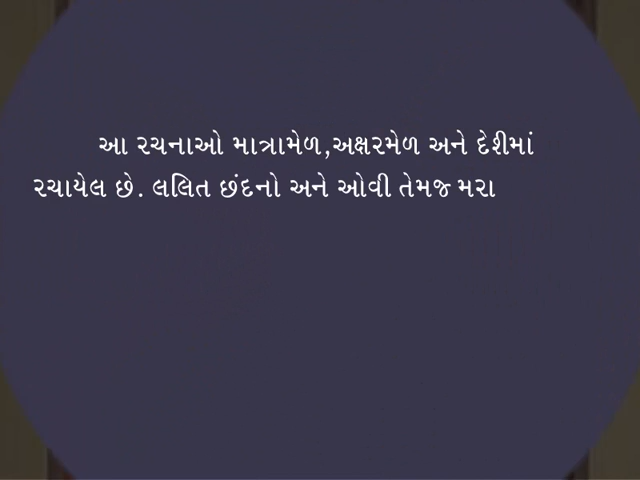 આ રચનાઓ માત્રામેળ,અક્ષરમેળ અને દેશીમાં
રચાયેલ છે. લલિત છંદનો અને ઓવી તેમજ મરા